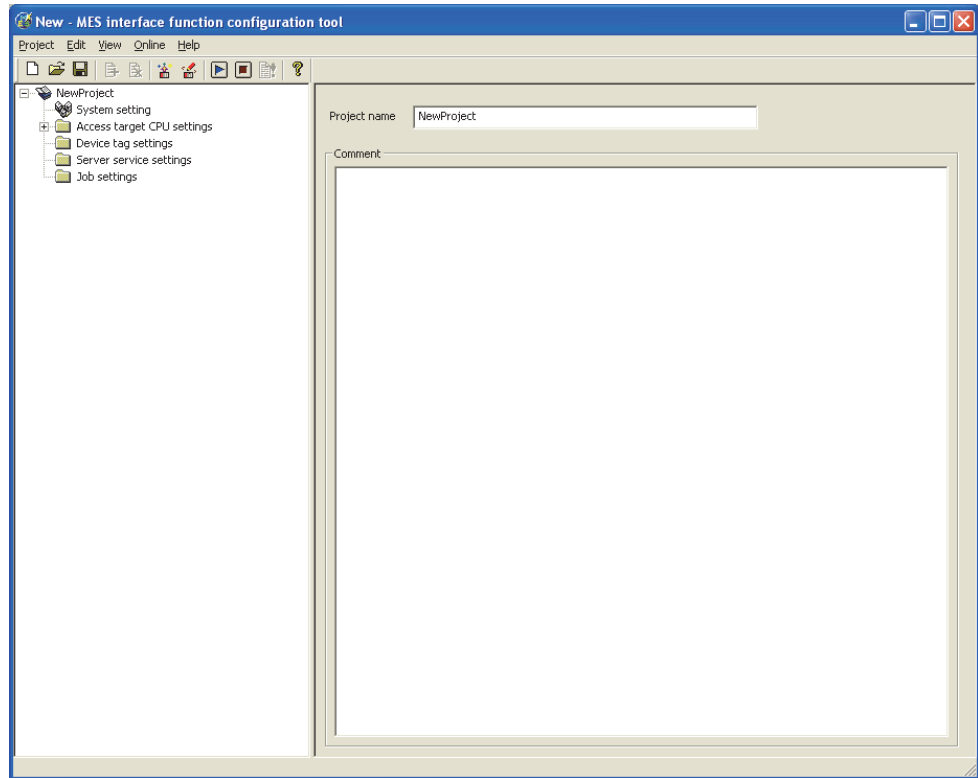 New - MES interface function configuration tool
Project Edit View Online Help
NewProject
System setting
Access target CPU settings
Device tag settings
Server service settings
Job settings
Project name NewProject
Comment